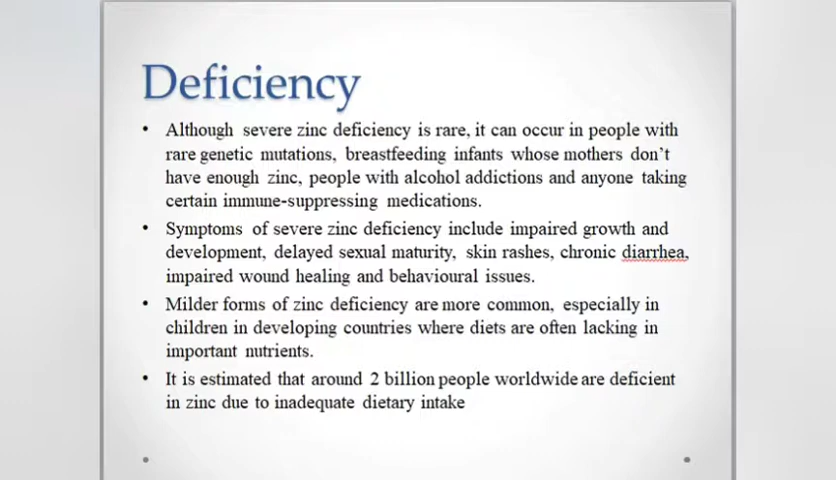 Deficiency
• Although severe zinc deficiency is rare, it can occur in people with
rare genetic mutations, breastfeeding infants whose mothers don't
have enough zinc, people with alcohol addictions and anyone taking
certain immune-suppressing medications.
• Symptoms of severe zinc deficiency include impaired growth and
development, delayed sexual maturity, skin rashes, chronic diarrhea,
impaired wound healing and behavioural issues.
• Milder forms of zinc deficiency are more common, especially in
children in developing countries where diets are often lacking in
important nutrients.
• It is estimated that around 2 billion people worldwide are deficient
in zinc due to inadequate dietary intake